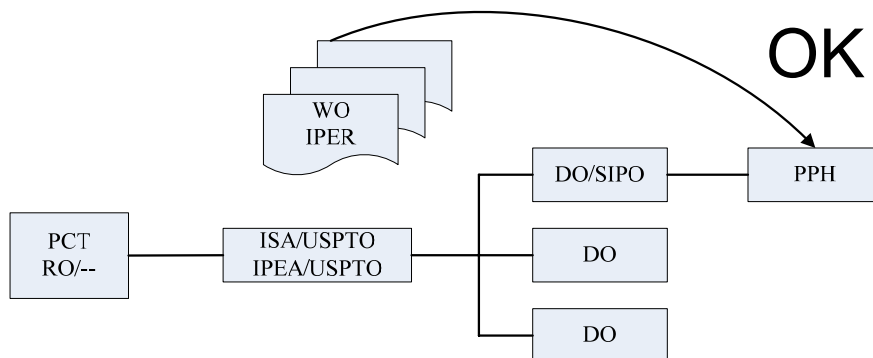 OK
WO
IPER
DO/SIPO
PPH
PCT
RO/--
ISA/USPTO
IPEA/USPTO
DO
DO